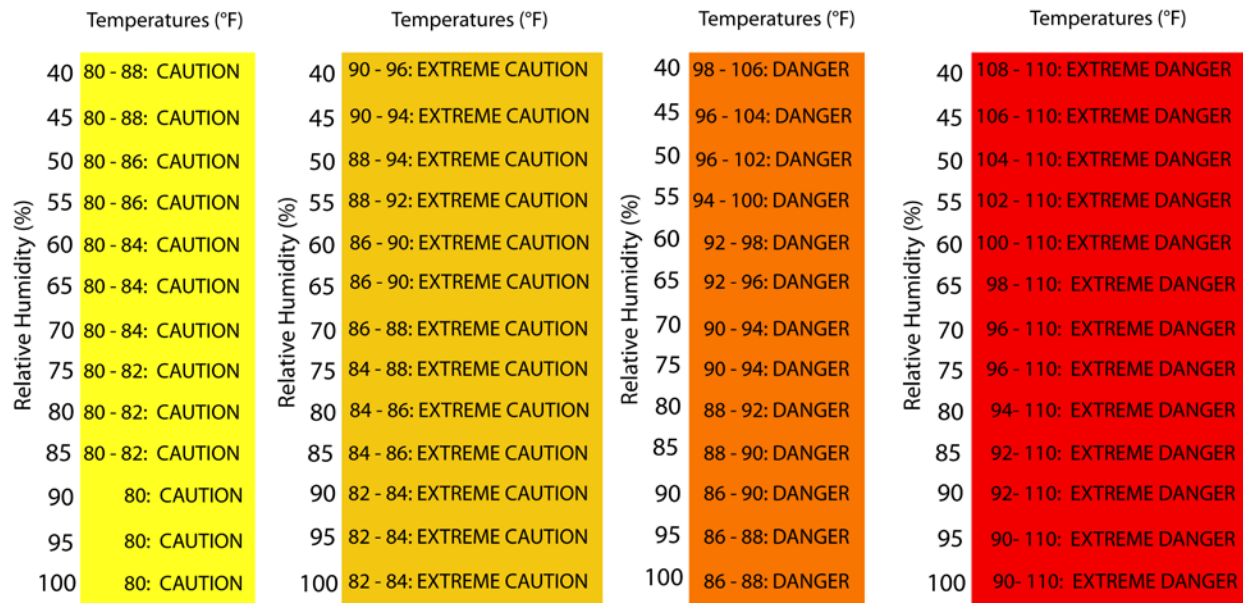 Temperatures (°F) Temperatures (°F) Temperatures (°F) Temperatures (°F)
Relative Humidity (%) Relative Humidity (%) Relative Humidity (%) Relative Humidity (%)
40 80 - 88: CAUTION 40 90 - 96: EXTREME CAUTION 40 98 - 106: DANGER 40 108 - 110: EXTREME DANGER
45 80 - 88: CAUTION 45 90 - 94: EXTREME CAUTION 45 96 - 104: DANGER 45 106 - 110: EXTREME DANGER
50 80 - 86: CAUTION 50 88 - 94: EXTREME CAUTION 50 96 - 102: DANGER 50 104 - 110: EXTREME DANGER
55 80 - 86: CAUTION 55 88 - 92: EXTREME CAUTION 55 94 - 100: DANGER 55 102 - 110: EXTREME DANGER
60 80 - 84: CAUTION 60 86 - 90: EXTREME CAUTION 60 92 - 98: DANGER 60 100 - 110: EXTREME DANGER
65 80 - 84: CAUTION 65 86 - 90: EXTREME CAUTION 65 92 - 96: DANGER 65 98 - 110: EXTREME DANGER
70 80 - 84: CAUTION 70 86 - 88: EXTREME CAUTION 70 90 - 94: DANGER 70 96 - 110: EXTREME DANGER
75 80 - 82: CAUTION 75 84 - 88: EXTREME CAUTION 75 90 - 94: DANGER 75 96 - 110: EXTREME DANGER
80 80 - 82: CAUTION 80 84 - 86: EXTREME CAUTION 80 88 - 92: DANGER 80 94- 110: EXTREME DANGER
85 80 - 82: CAUTION 85 84 - 86: EXTREME CAUTION 85 88 - 90: DANGER 85 92- 110: EXTREME DANGER
90 80: CAUTION 90 82 - 84: EXTREME CAUTION 90 86 - 90: DANGER 90 92- 110: EXTREME DANGER
95 80: CAUTION 95 82 - 84: EXTREME CAUTION 95 86 - 88: DANGER 95 90- 110: EXTREME DANGER
100 80: CAUTION 100 82 - 84: EXTREME CAUTION 100 86 - 88: DANGER 100 90- 110: EXTREME DANGER